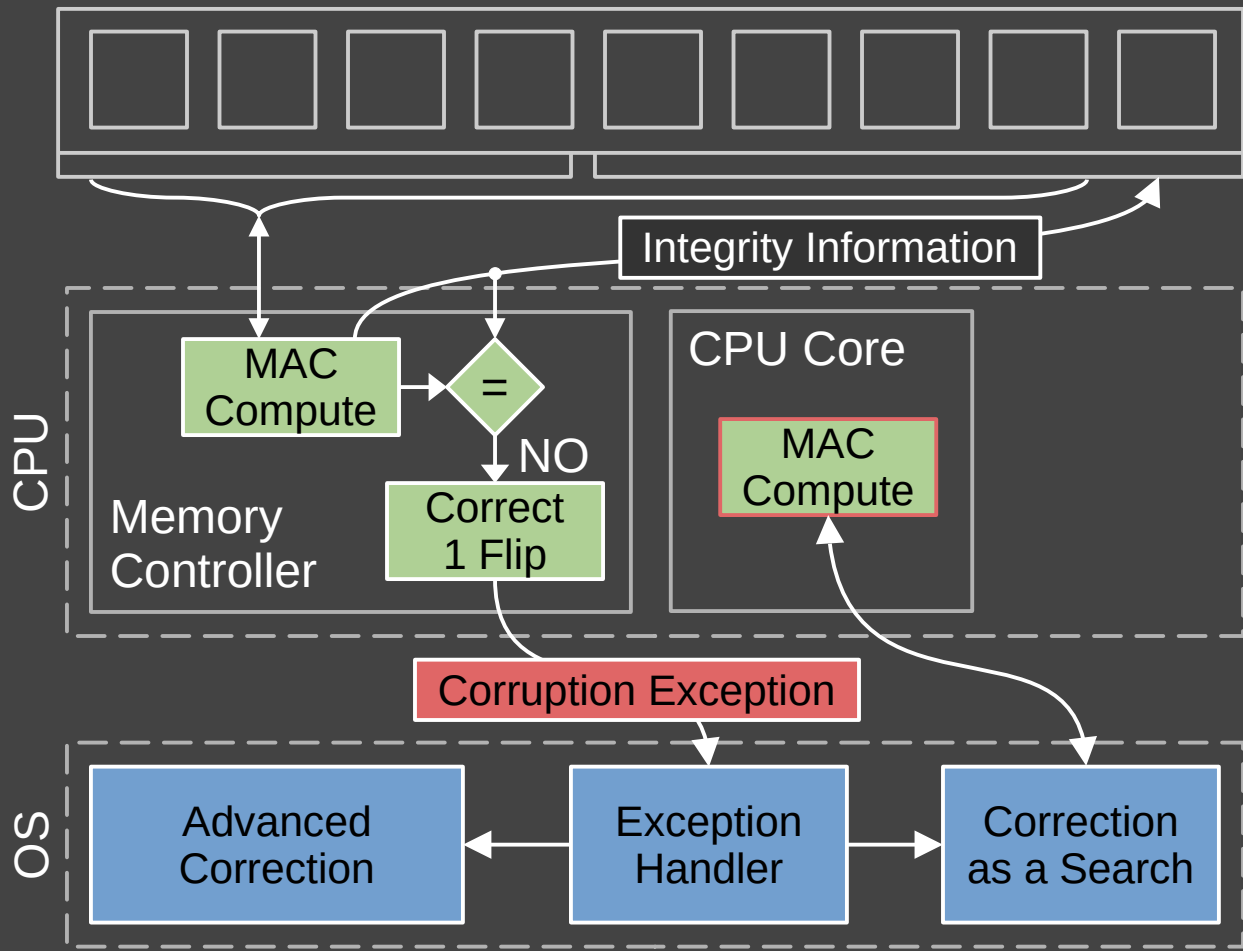 Integrity Information
CPU
MAC
Compute
=
NO
Correct
1 Flip
Memory
Controller
CPU Core
MAC
Compute
Corruption Exception
OS
Advanced
Correction
Exception
Handler
Correction
as a Search